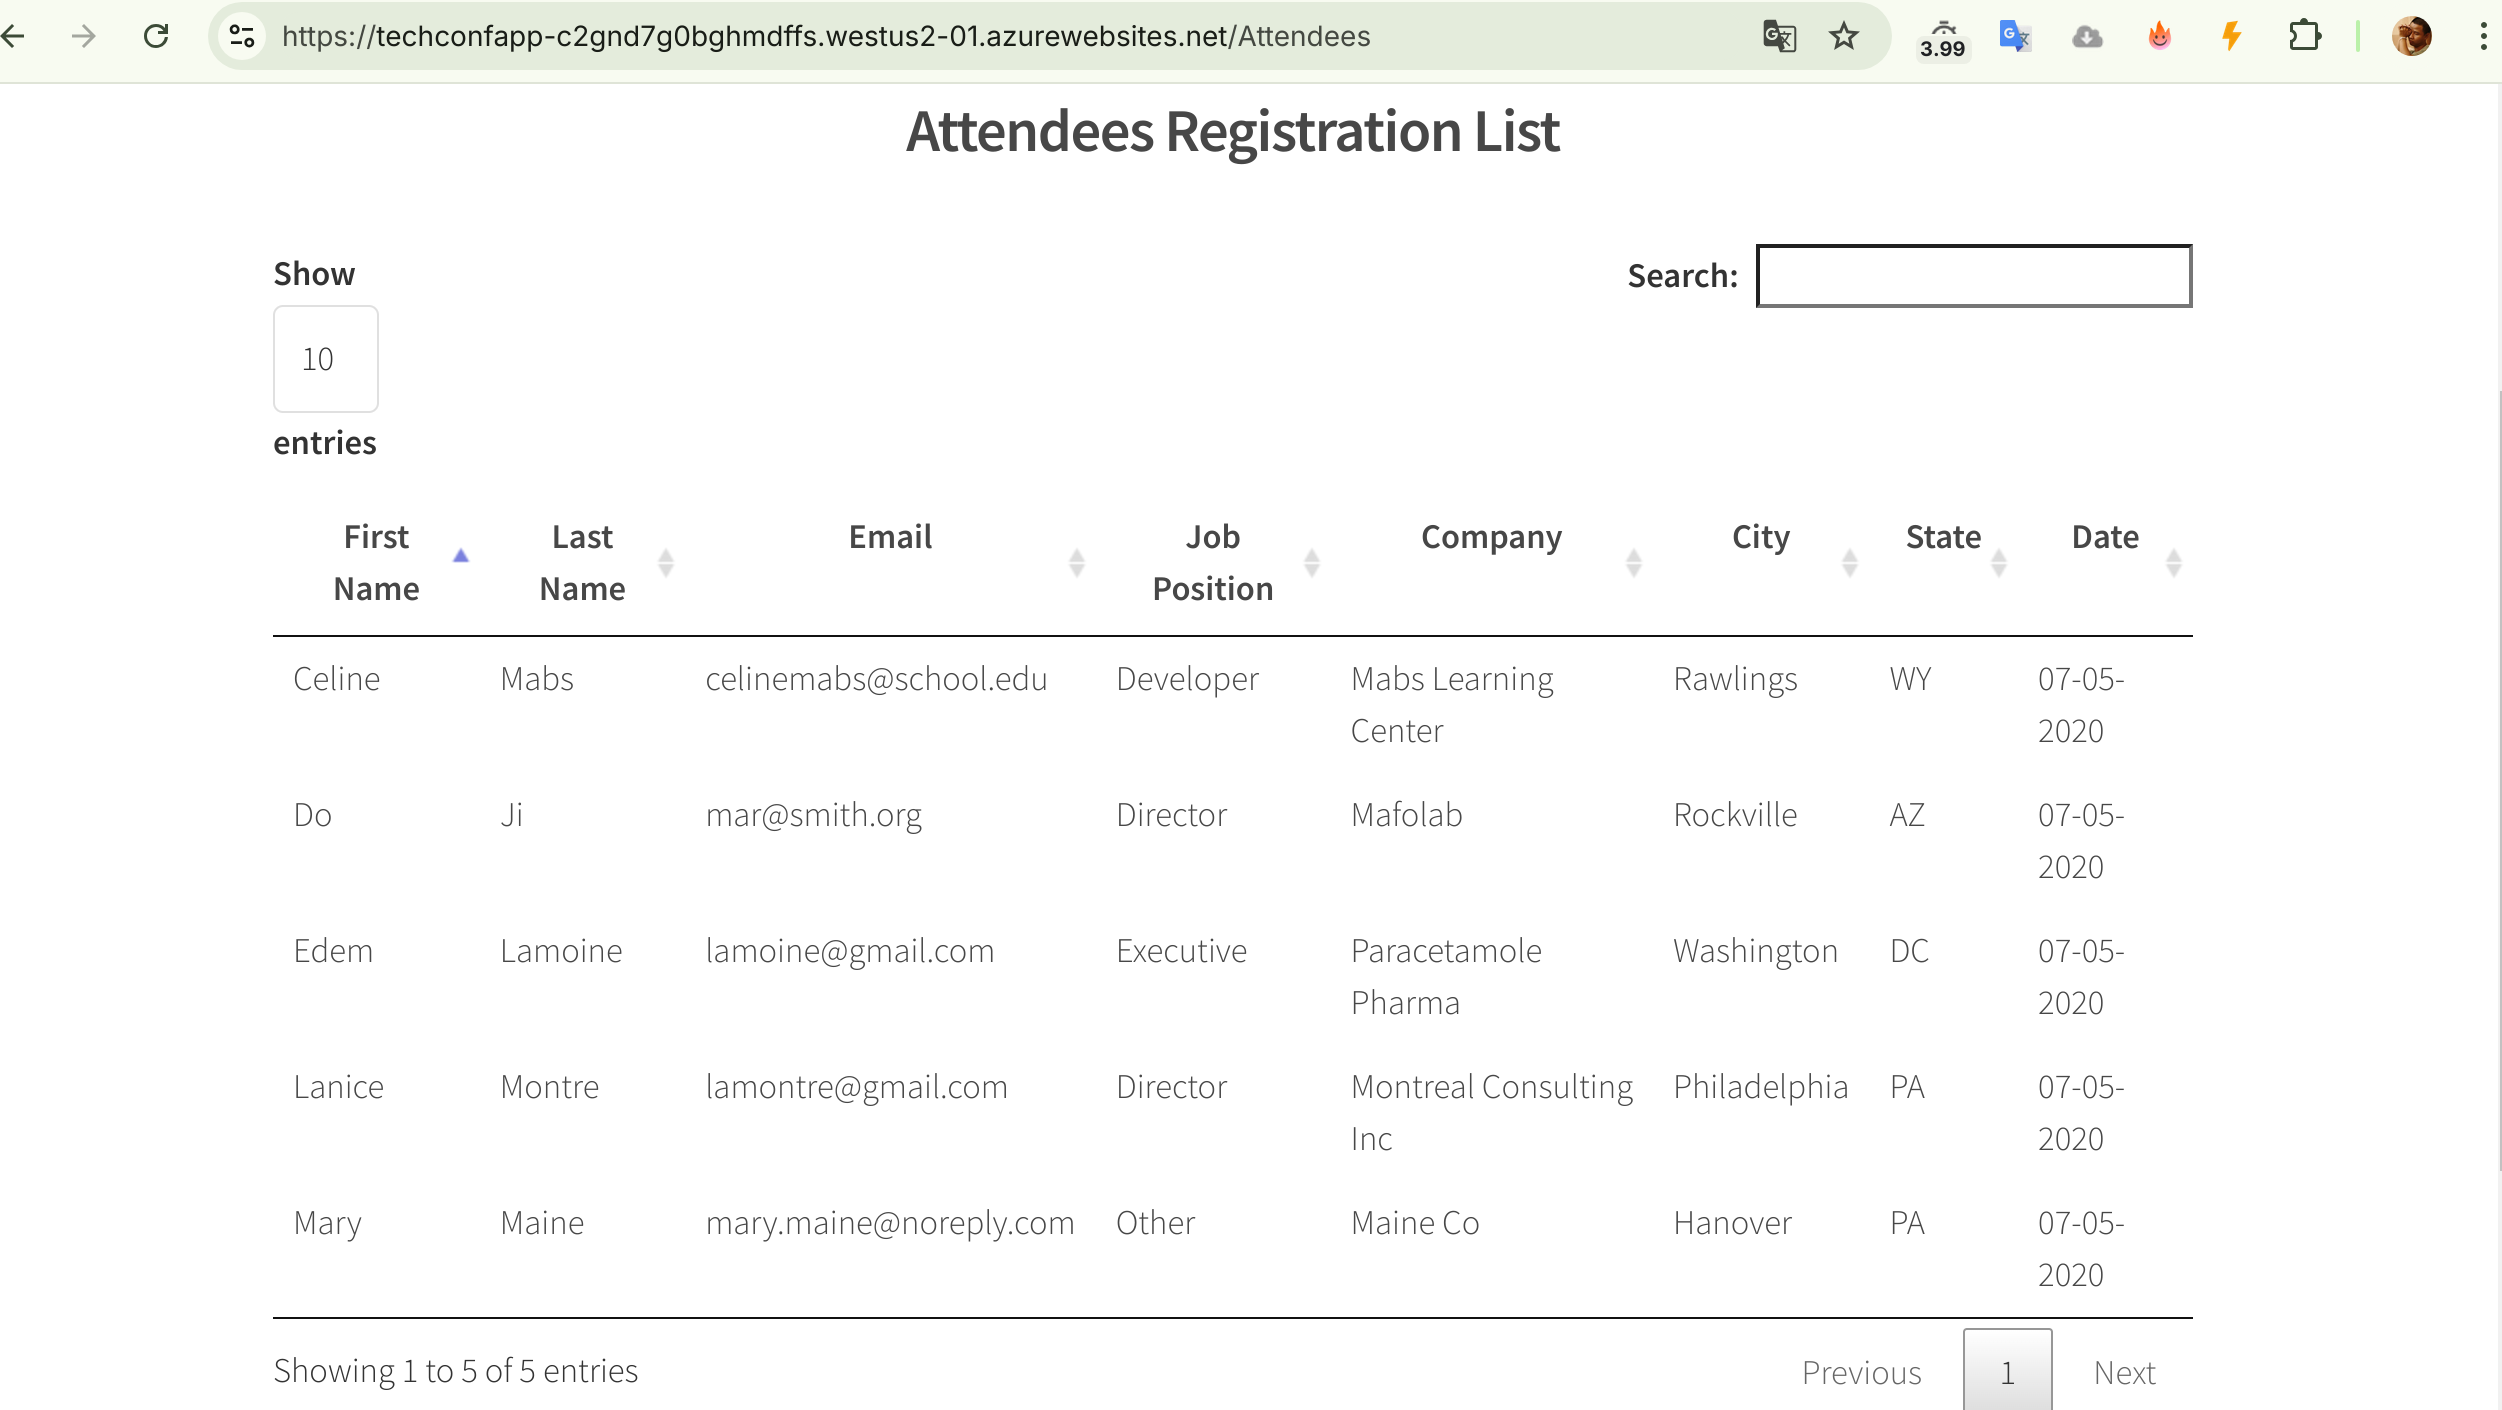 https://techconfapp-c2gnd7g0bghmdffs.westus2-01.azurewebsites.net/Attendees
3.99
Attendees Registration List
Show
10
entries
Search:
First Name Last Name Email Job Position Company City State Date
Celine Mabs celinemabs@school.edu Developer Mabs Learning Center Rawlings WY 07-05-2020
Do Ji mar@smith.org Director Mafolab Rockville AZ 07-05-2020
Edem Lamoine lamoine@gmail.com Executive Paracetamole Pharma Washington DC 07-05-2020
Lanice Montre lamontre@gmail.com Director Montreal Consulting Inc Philadelphia PA 07-05-2020
Mary Maine mary.maine@noreply.com Other Maine Co Hanover PA 07-05-2020
Showing 1 to 5 of 5 entries
Previous 1 Next